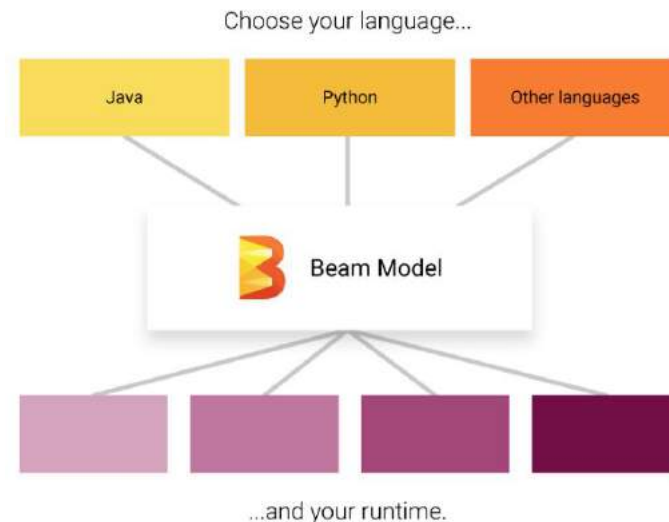 Choose your language...
Java
Python
Other languages
Beam Model
...and your runtime.